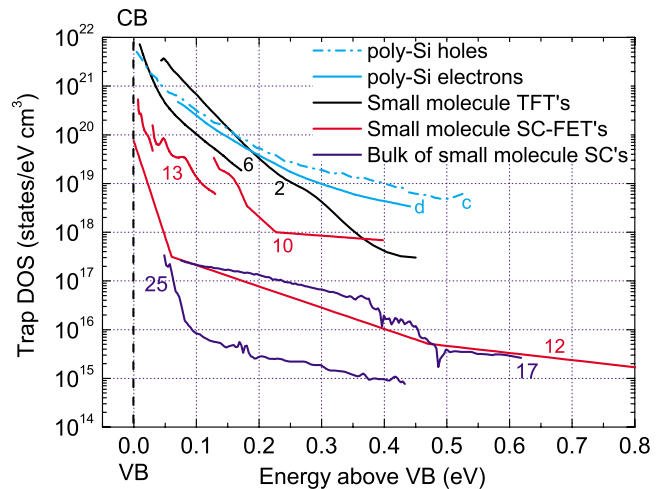 CB
10^22
10^21
10^20
10^19
10^18
10^17
10^16
10^15
10^14
Trap DOS (states/eV cm^3)
poly-Si holes
poly-Si electrons
Small molecule TFT's
Small molecule SC-FET's
Bulk of small molecule SC's
13
6
2
d
c
10
25
12
17
0.0
0.1
0.2
0.3
0.4
0.5
0.6
0.7
0.8
VB
Energy above VB (eV)